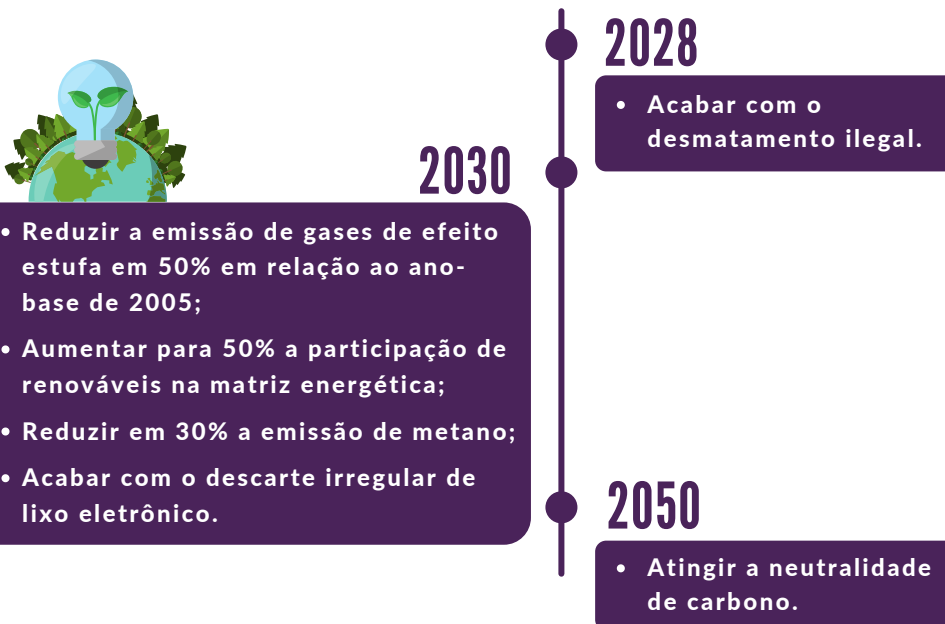 2028
• Acabar com o
desmatamento ilegal.
2030
• Reduzir a emissão de gases de efeito
estufa em 50% em relação ao ano-
base de 2005;
• Aumentar para 50% a participação de
renováveis na matriz energética;
• Reduzir em 30% a emissão de metano;
• Acabar com o descarte irregular de
lixo eletrônico.
2050
• Atingir a neutralidade
de carbono.